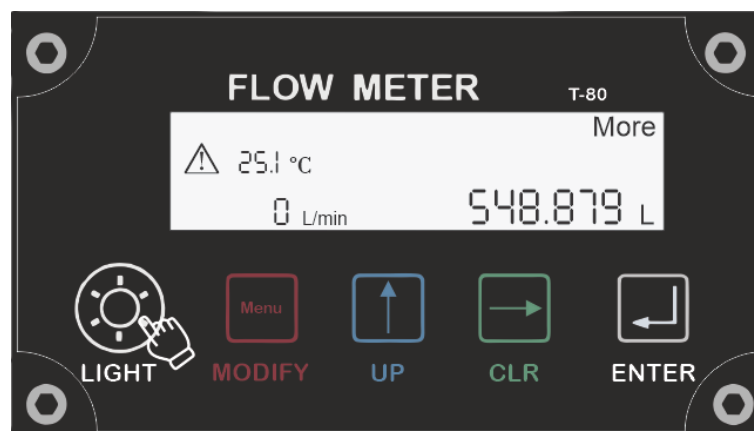 FLOW METER T-80
More
25.1 °C
0 L/min 548.879 L
Menu
LIGHT MODIFY UP CLR ENTER